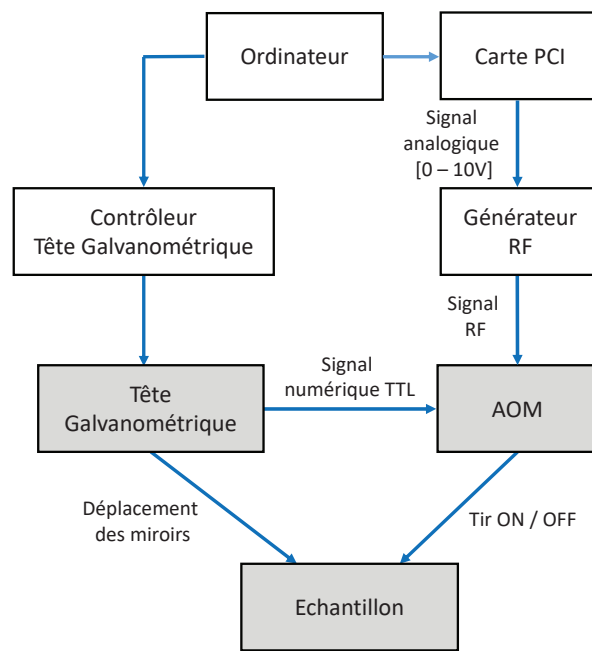 Ordinateur
Carte PCI
Signal
analogique
[0 – 10V]
Contrôleur
Tête Galvanométrique
Générateur
RF
Signal
RF
Tête
Galvanométrique
Signal
numérique TTL
AOM
Déplacement
des miroirs
Tir ON / OFF
Echantillon